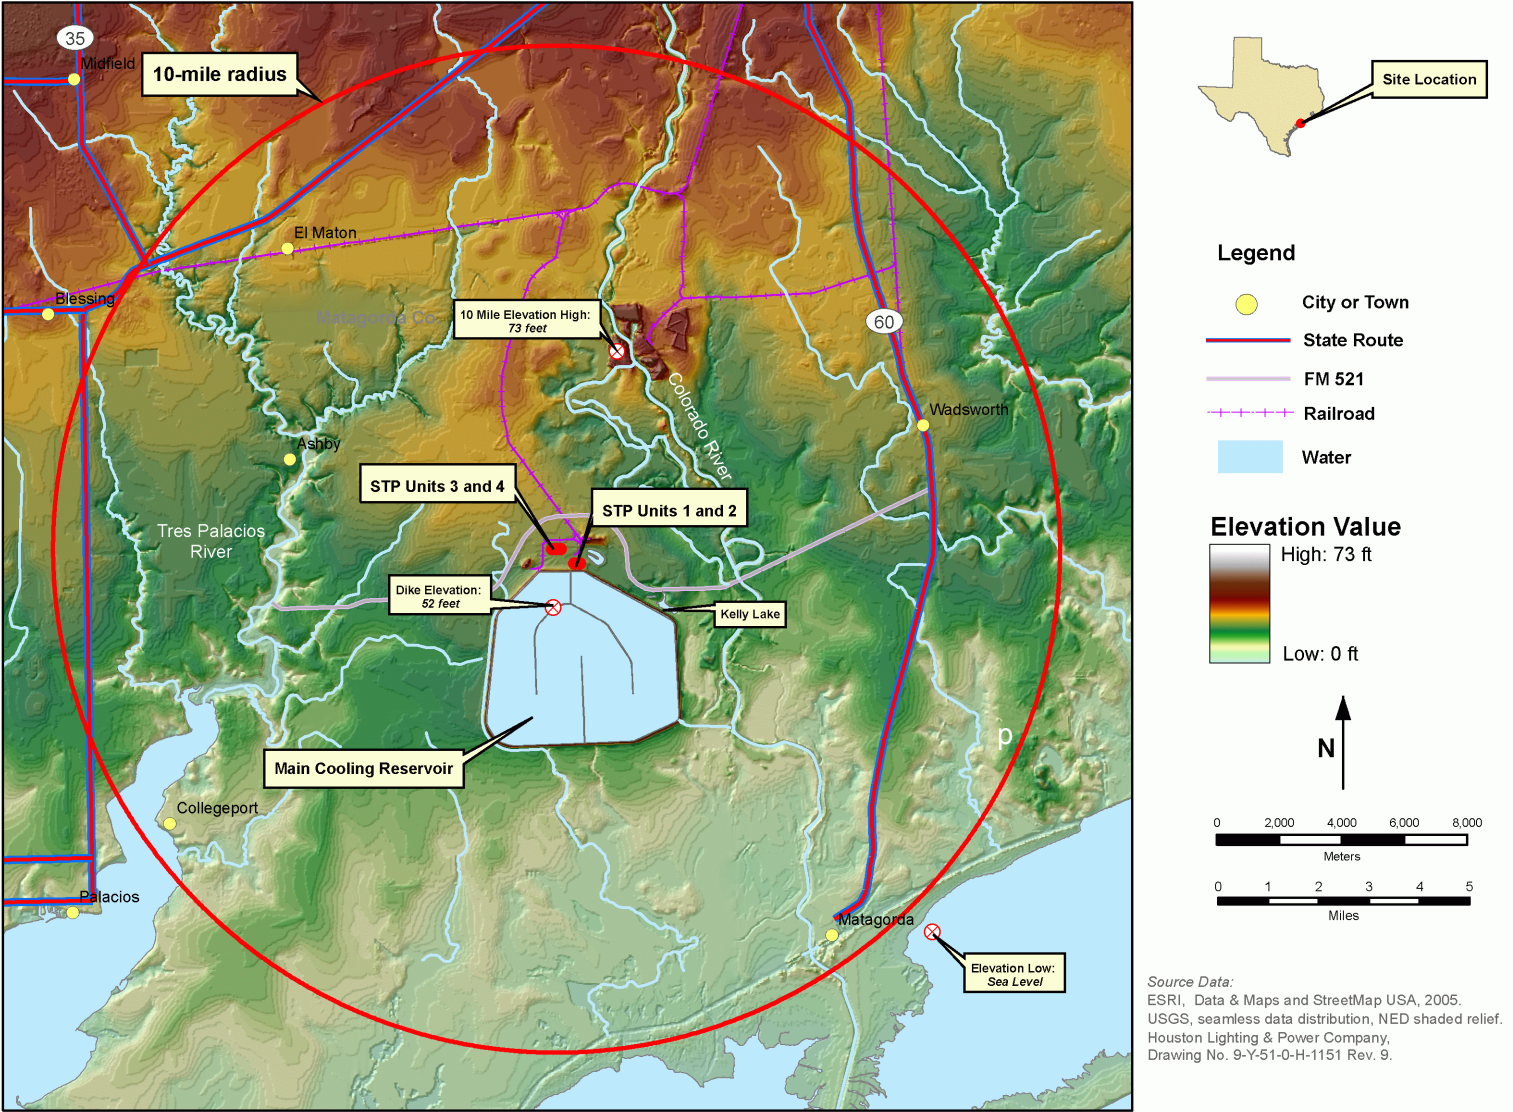 35
Midfield
10-mile radius
El Maton
Blessing
Matagorda Co.
10 Mile Elevation High:
73 feet
60
Colorado River
Wadsworth
Ashby
STP Units 3 and 4
STP Units 1 and 2
Tres Palacios
River
Dike Elevation:
52 feet
Kelly Lake
Main Cooling Reservoir
p
Collegeport
Palacios
Matagorda
Elevation Low:
Sea Level
Site Location
Legend
City or Town
State Route
FM 521
Railroad
Water
Elevation Value
High: 73 ft
Low: 0 ft
N
0 2,000 4,000 6,000 8,000
Meters
0 1 2 3 4 5
Miles
Source Data:
ESRI, Data & Maps and StreetMap USA, 2005.
USGS, seamless data distribution, NED shaded relief.
Houston Lighting & Power Company,
Drawing No. 9-Y-51-0-H-1151 Rev. 9.